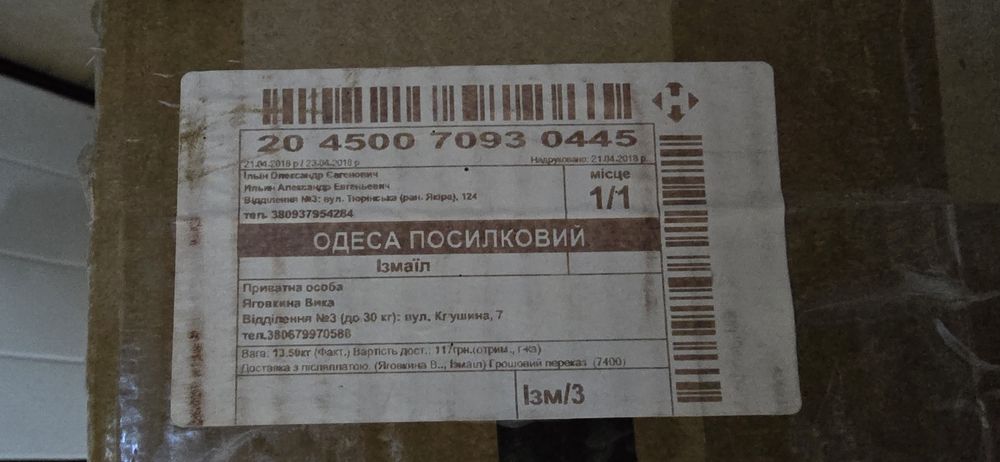 20 4500 7093 0445
21.04.2018 р / 23.04.2018 р
Надруковано: 21.04.2018 р
Ільїн Олександр Євгенович
Ильин Александр Евгеньевич
Відділення №3: вул. Тюрінська (ран. Якіра), 124
тел. 380937954284
місце
1/1
ОДЕСА ПОСИЛКОВИЙ
Ізмаїл
Приватна особа
Яговкина Вика
Відділення №3 (до 30 кг): вул. Клушина, 7
тел.380679970588
Вага: 13.50кг (Факт.) Вартість дост.: 117грн.(отрим., г-ка)
Доставка з післяплатою. (Яговкина В.., Ізмаїл) Грошовий переказ (7400)
Ізм/3